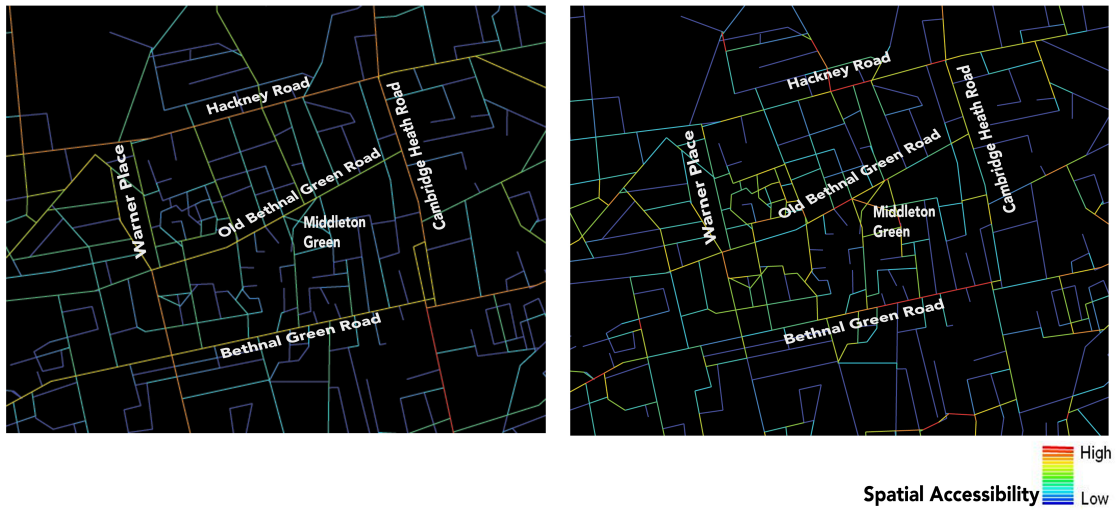 Hackney Road
Cambridge Heath Road
Warner Place
Old Bethnal Green Road
Middleton
Green
Bethnal Green Road
Hackney Road
Cambridge Heath Road
Warner Place
Old Bethnal Green Road
Middleton
Green
Bethnal Green Road
High
Spatial Accessibility
Low